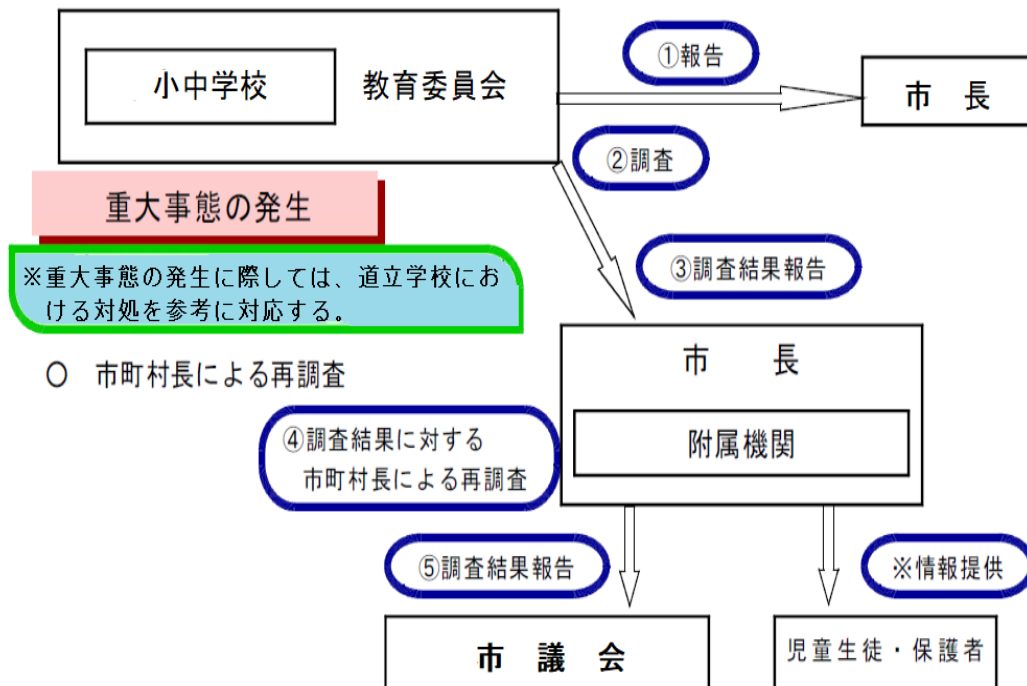 ①報告
小中学校
教育委員会
市 長
②調査
重大事態の発生
③調査結果報告
※重大事態の発生に際しては、道立学校にお
ける対処を参考に対応する。
市 長
○ 市町村長による再調査
④調査結果に対する
市町村長による再調査
附属機関
⑤調査結果報告
※情報提供
市 議 会
児童生徒・保護者